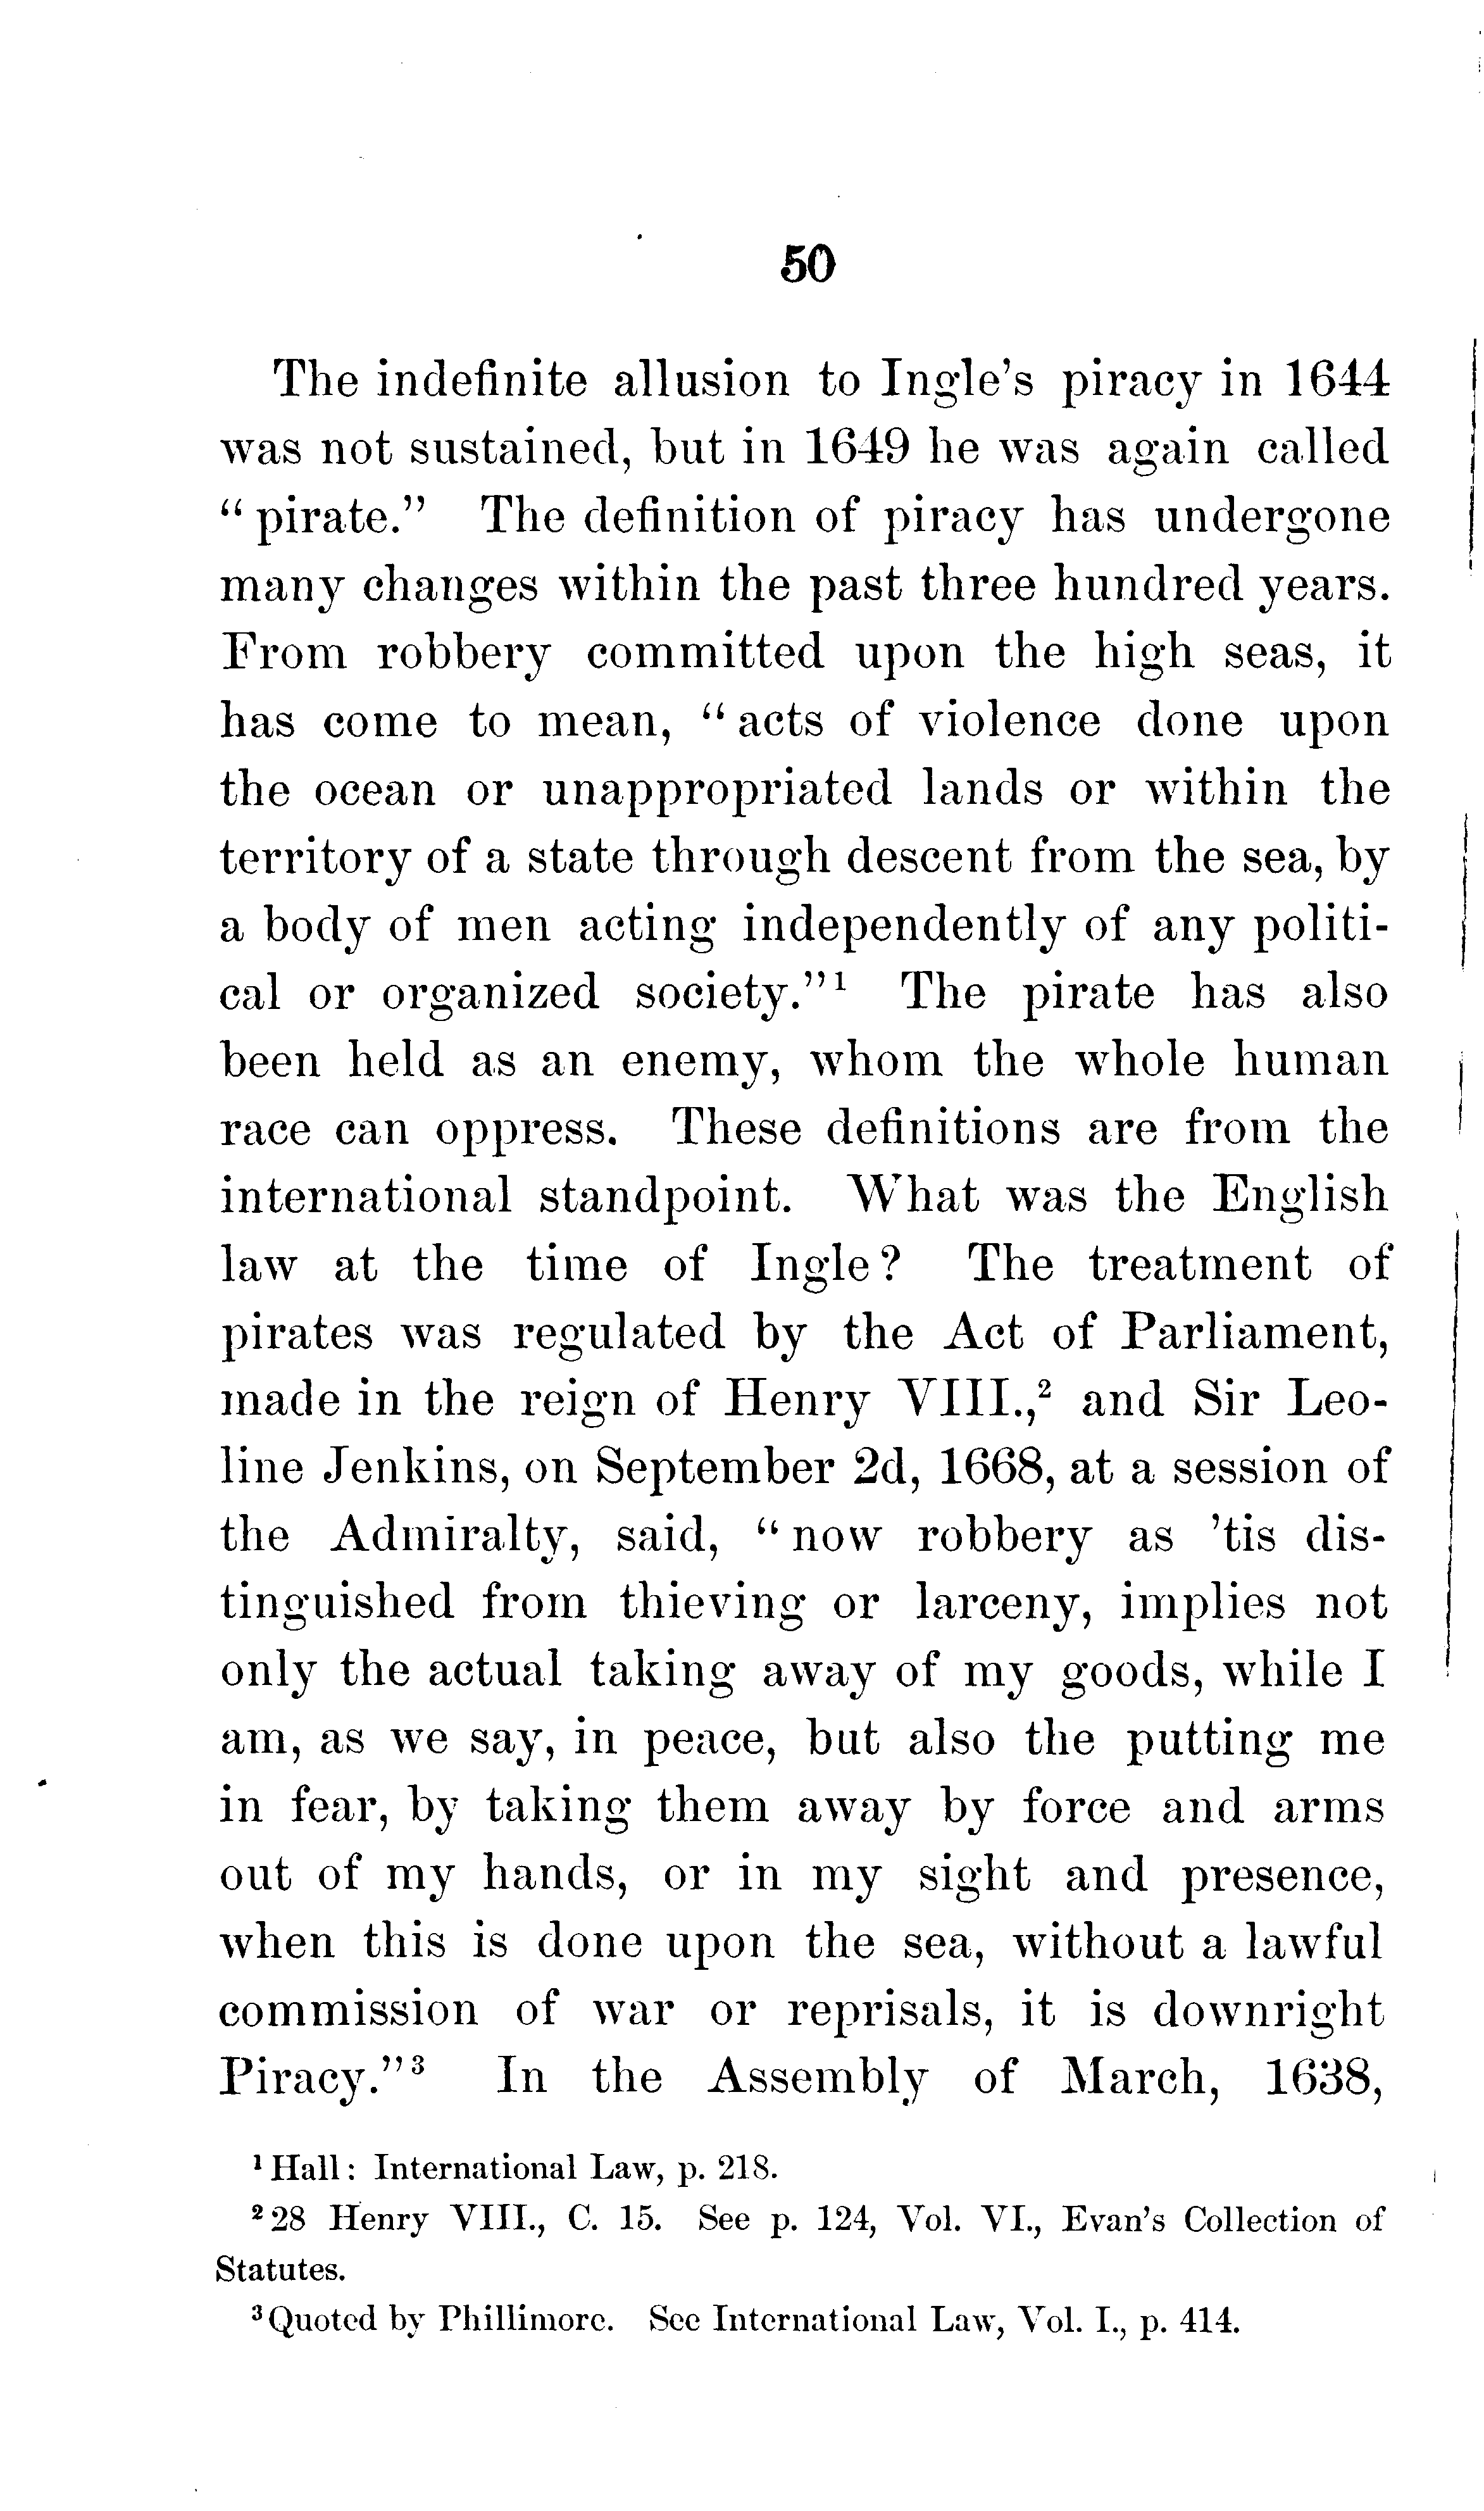 50
The indefinite allusion to Ingle's piracy in 1644
was not sustained, but in 1649 he was again called
“pirate.” The definition of piracy has undergone
many changes within the past three hundred years.
From robbery committed upon the high seas, it
has come to mean, “acts of violence done upon
the ocean or unappropriated lands or within the
territory of a state through descent from the sea, by
a body of men acting independently of any politi-
cal or organized society.”¹ The pirate has also
been held as an enemy, whom the whole human
race can oppress. These definitions are from the
international standpoint. What was the English
law at the time of Ingle? The treatment of
pirates was regulated by the Act of Parliament,
made in the reign of Henry VIII.,² and Sir Leo-
line Jenkins, on September 2d, 1668, at a session of
the Admiralty, said, “now robbery as 'tis dis-
tinguished from thieving or larceny, implies not
only the actual taking away of my goods, while I
am, as we say, in peace, but also the putting me
in fear, by taking them away by force and arms
out of my hands, or in my sight and presence,
when this is done upon the sea, without a lawful
commission of war or reprisals, it is downright
Piracy.”³ In the Assembly of March, 1638,
¹ Hall: International Law, p. 218.
² 28 Henry VIII., C. 15. See p. 124, Vol. VI., Evan's Collection of
Statutes.
³ Quoted by Phillimore. See International Law, Vol. I., p. 414.